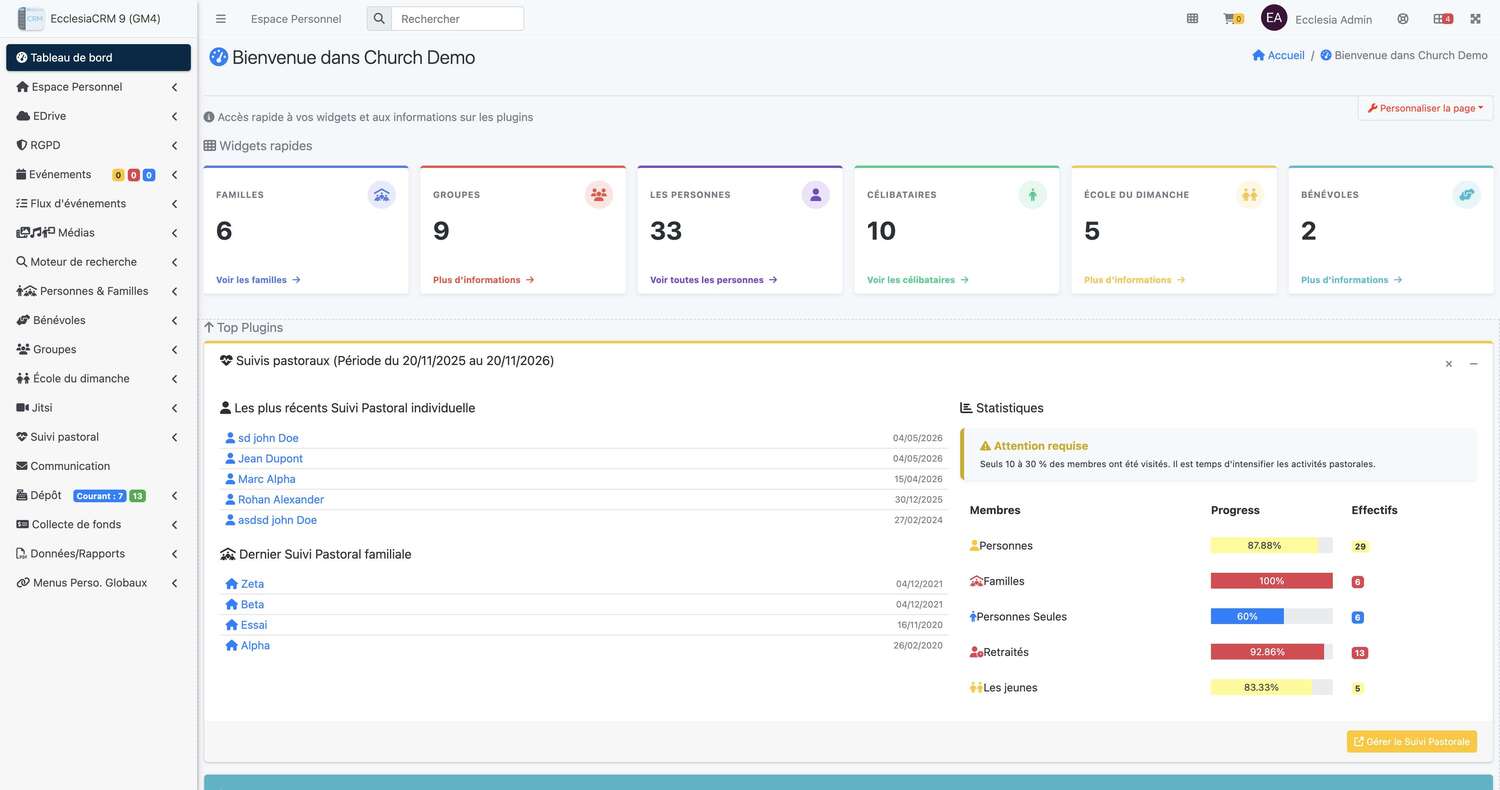 CRM
EcclesiaCRM 9 (GM4)
Espace Personnel
Rechercher
0
EA
Ecclesia Admin
4
Tableau de bord
Espace Personnel
EDrive
RGPD
Evénements 0 0 0
Flux d'événements
Médias
Moteur de recherche
Personnes & Familles
Bénévoles
Groupes
École du dimanche
Jitsi
Suivi pastoral
Communication
Dépôt Courant : 7 13
Collecte de fonds
Données/Rapports
Menus Perso. Globaux
Bienvenue dans Church Demo
Accueil / Bienvenue dans Church Demo
Accès rapide à vos widgets et aux informations sur les plugins
Personnaliser la page
Widgets rapides
FAMILLES
6
Voir les familles →
GROUPES
9
Plus d'informations →
LES PERSONNES
33
Voir toutes les personnes →
CÉLIBATAIRES
10
Voir les célibataires →
ÉCOLE DU DIMANCHE
5
Plus d'informations →
BÉNÉVOLES
2
Plus d'informations →
Top Plugins
Suivis pastoraux (Période du 20/11/2025 au 20/11/2026)
Les plus récents Suivi Pastoral individuelle
sd john Doe 04/05/2026
Jean Dupont 04/05/2026
Marc Alpha 15/04/2026
Rohan Alexander 30/12/2025
asdsd john Doe 27/02/2024
Dernier Suivi Pastoral familiale
Zeta 04/12/2021
Beta 04/12/2021
Essai 16/11/2020
Alpha 26/02/2020
Statistiques
Attention requise
Seuls 10 à 30 % des membres ont été visités. Il est temps d'intensifier les activités pastorales.
Membres Progress Effectifs
Personnes 87.88% 29
Familles 100% 6
Personnes Seules 60% 6
Retraités 92.86% 13
Les jeunes 83.33% 5
Gérer le Suivi Pastorale